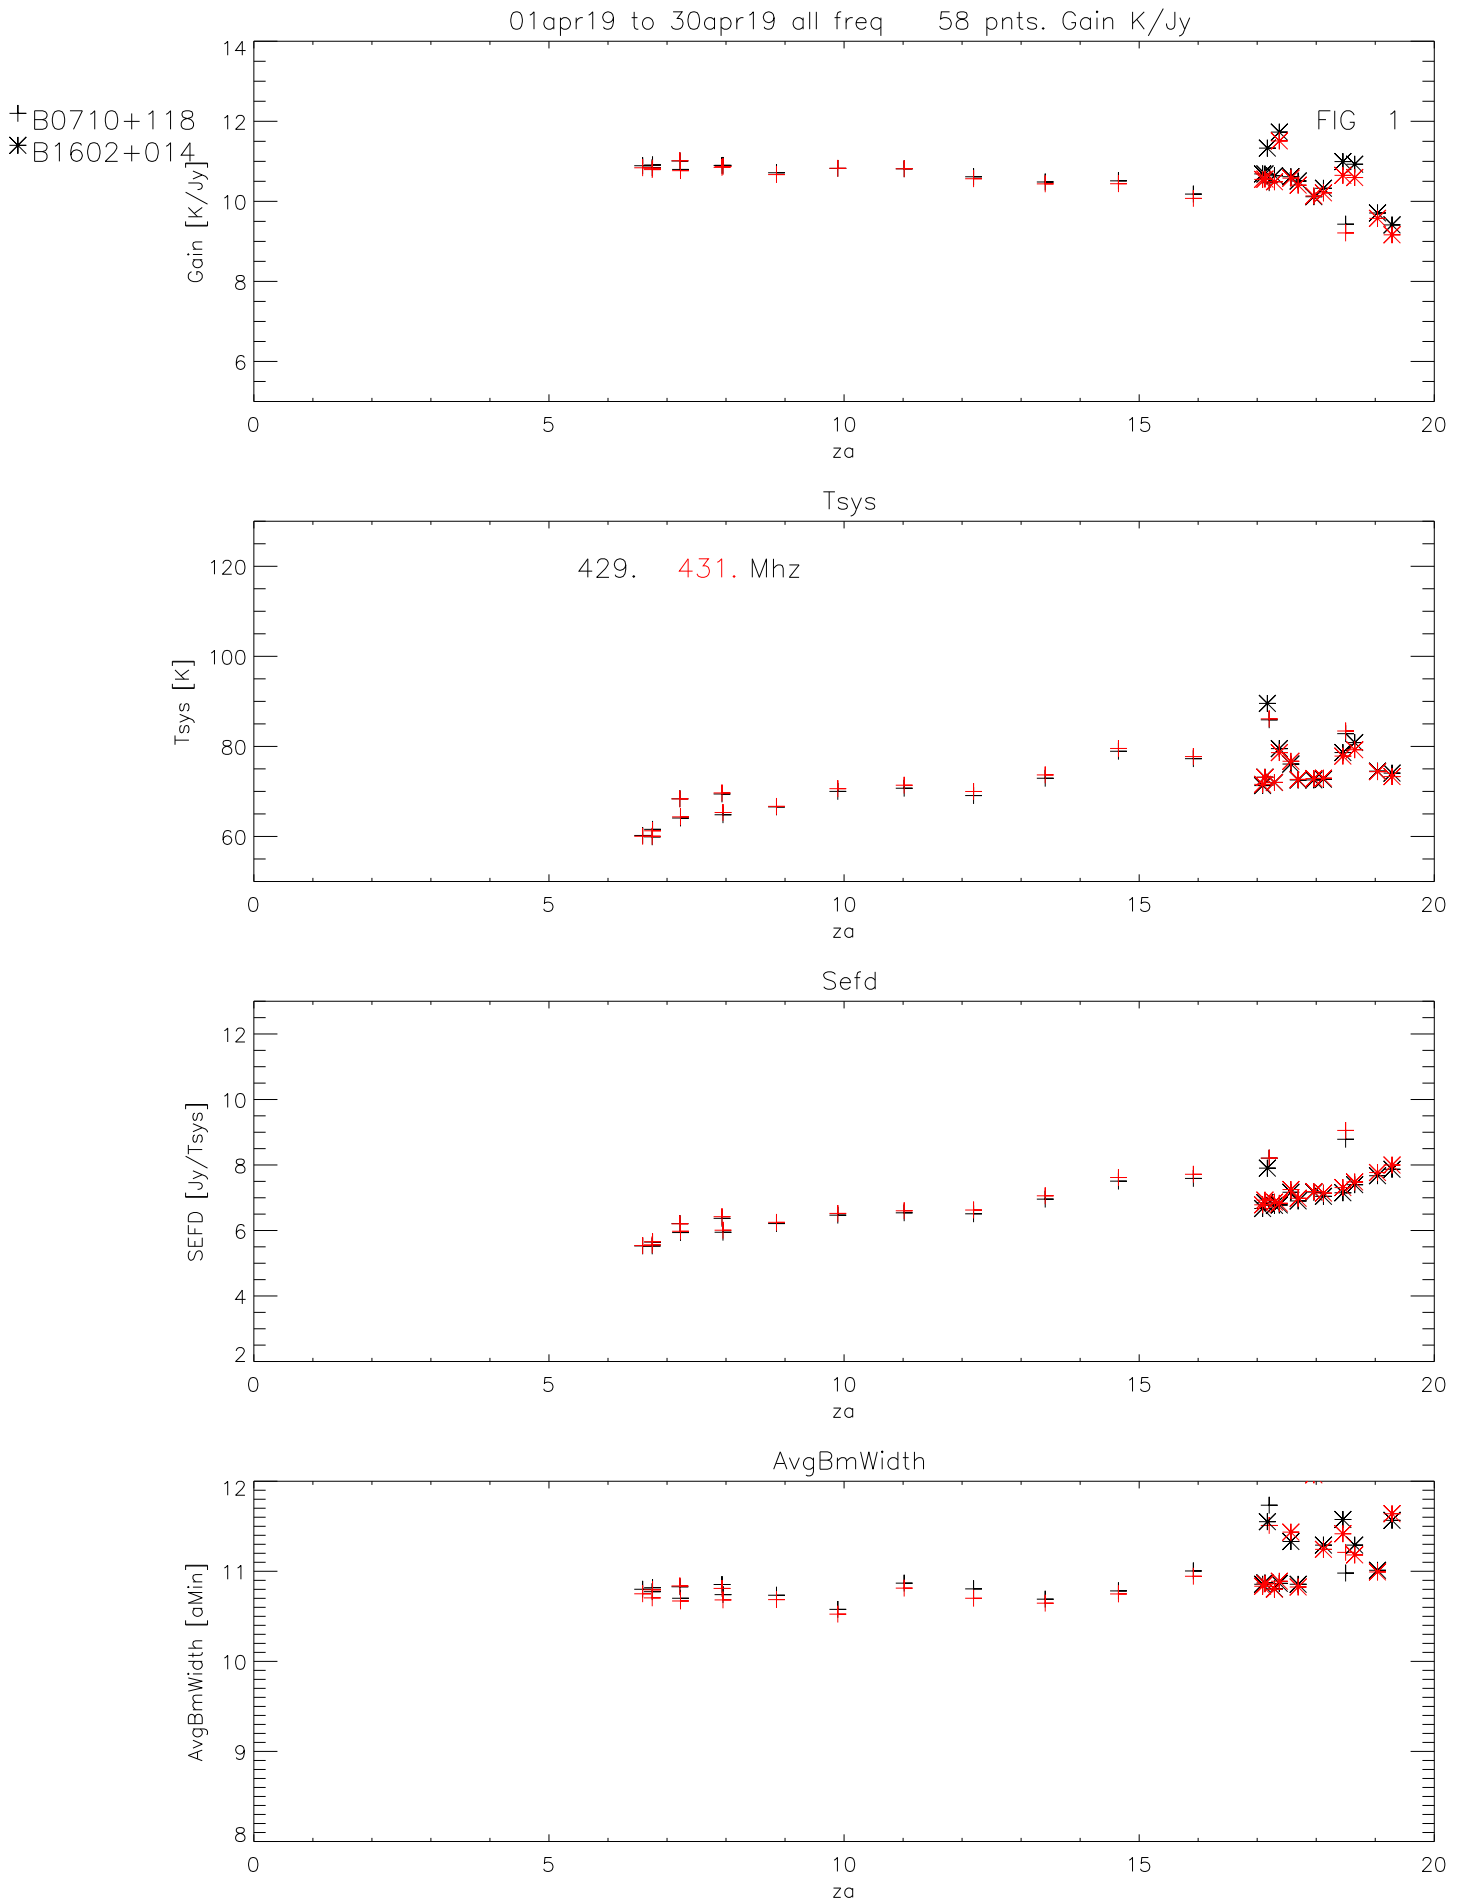 01apr19 to 30apr19 all freq 58 pnts. Gain K/Jy
+ B0710+118
* B1602+014
FIG 1
14
12
10
8
6
Gain [K/Jy]
0 5 10 15 20
za
Tsys
429. 431. Mhz
120
100
80
60
Tsys [K]
0 5 10 15 20
za
Sefd
12
10
8
6
4
2
SEFD [Jy/Tsys]
0 5 10 15 20
za
AvgBmWidth
12
11
10
9
8
AvgBmWidth [aMin]
0 5 10 15 20
za